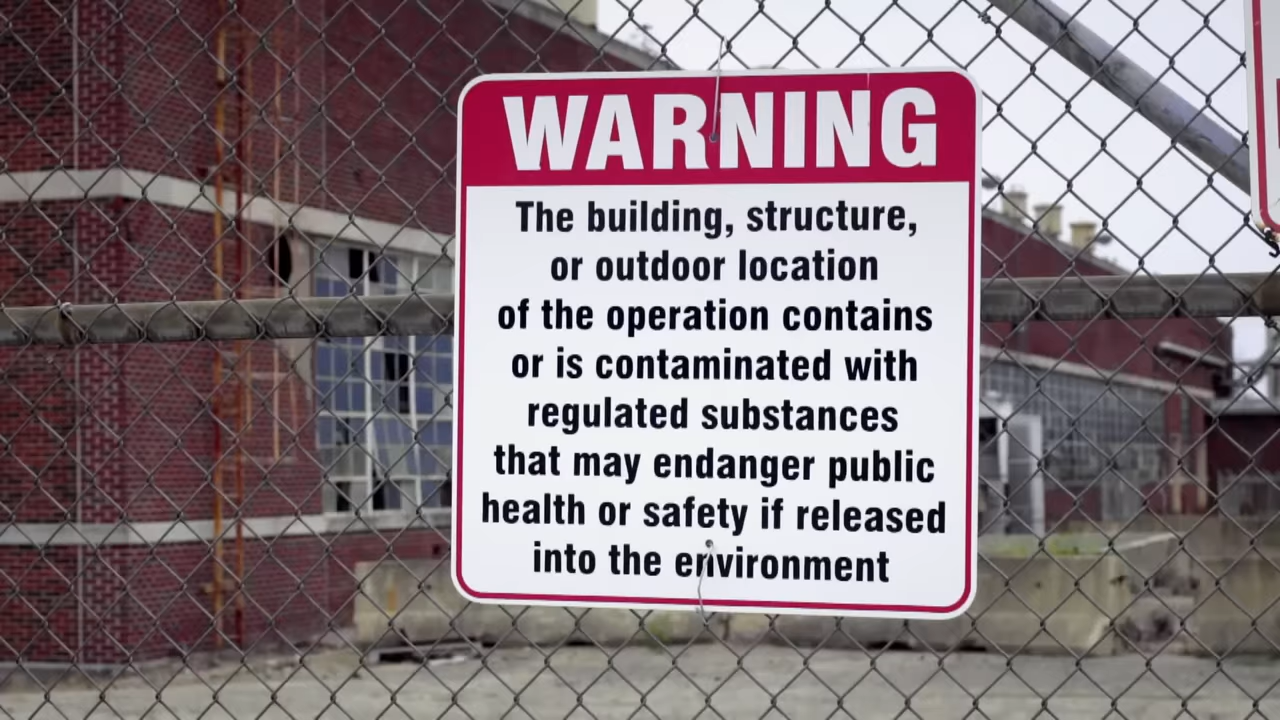 WARNING
The building, structure,
or outdoor location
of the operation contains
or is contaminated with
regulated substances
that may endanger public
health or safety if released
into the environment